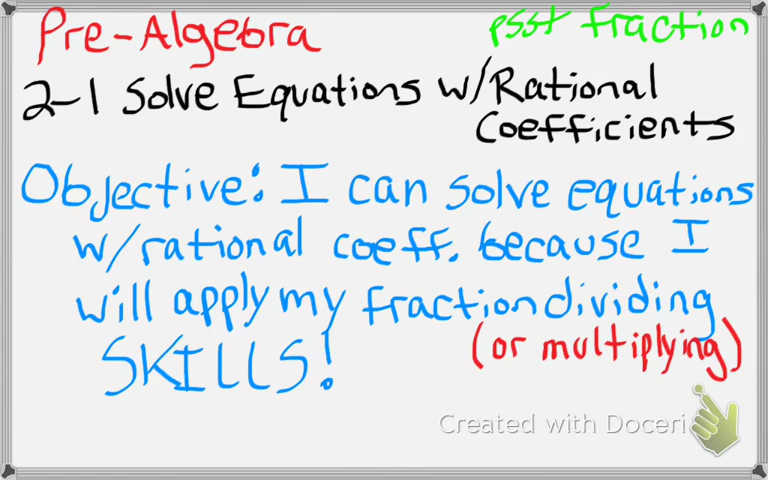 Pre-Algebra psst fraction
2-1 Solve Equations w/Rational
Coefficients
Objective: I can solve equations
w/rational coeff. because I
will apply my fraction dividing
SKILLS! (or multiplying)
Created with Doceri